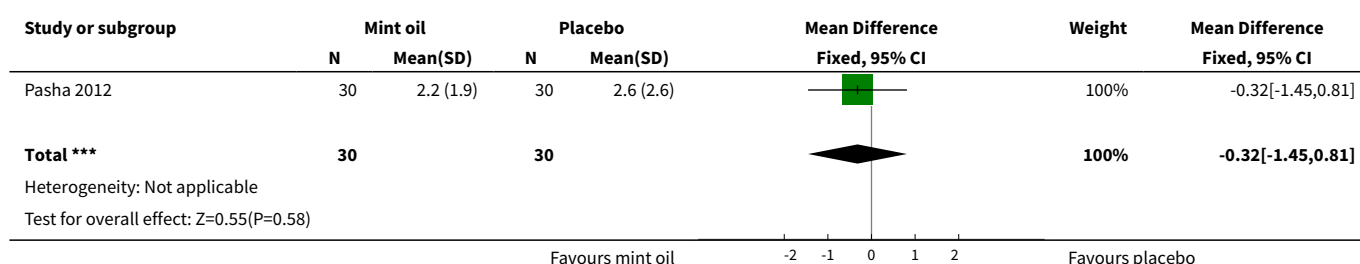 Study or subgroup Mint oil Placebo Mean Difference Weight Mean Difference
N Mean(SD) N Mean(SD) Fixed, 95% CI Fixed, 95% CI
Pasha 2012 30 2.2 (1.9) 30 2.6 (2.6) 100% -0.32[-1.45,0.81]
Total *** 30 30 100% -0.32[-1.45,0.81]
Heterogeneity: Not applicable
Test for overall effect: Z=0.55(P=0.58)
Favours mint oil -2 -1 0 1 2 Favours placebo